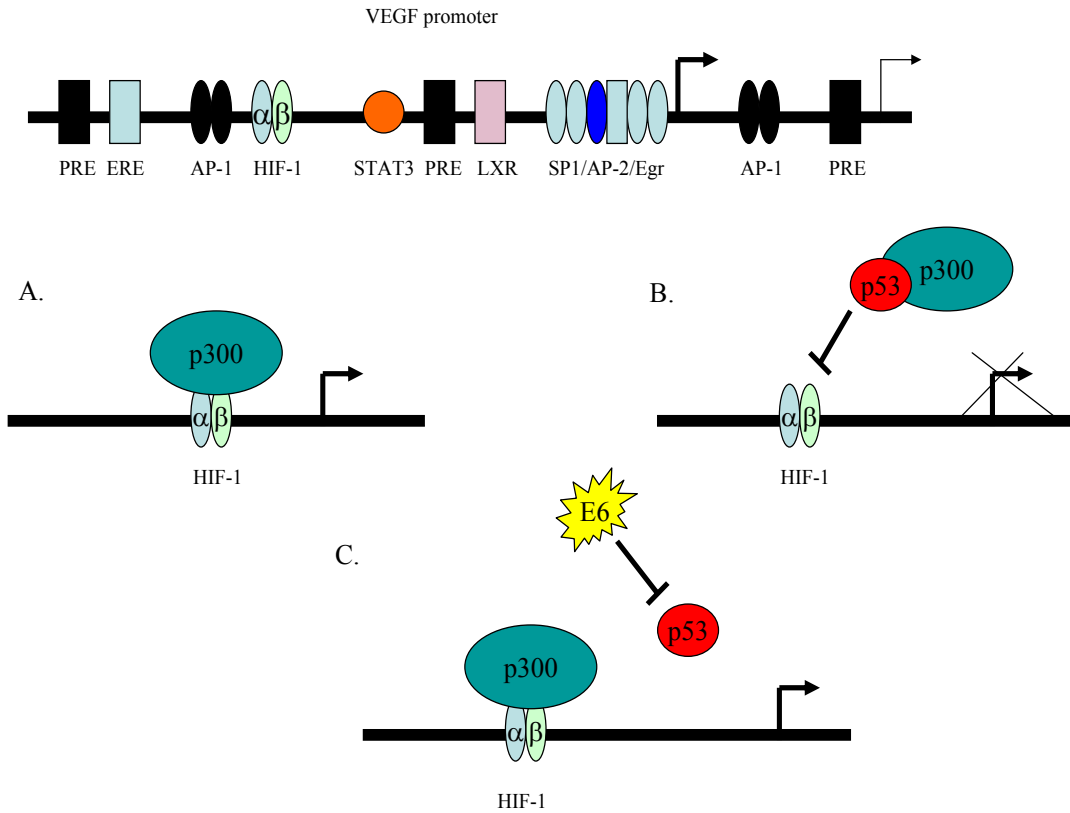 VEGF promoter
α β
PRE ERE AP-1 HIF-1 STAT3 PRE LXR SP1/AP-2/Egr AP-1 PRE
A.
p300
α β
HIF-1
B.
p53 p300
α β
HIF-1
C.
E6
p53
p300
α β
HIF-1